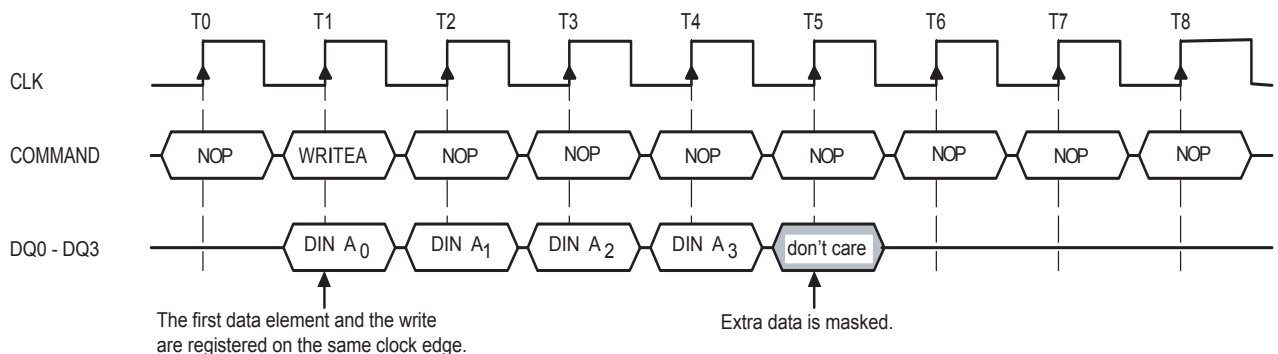 T0 T1 T2 T3 T4 T5 T6 T7 T8
CLK
COMMAND NOP WRITEA NOP NOP NOP NOP NOP NOP NOP
DQ0 - DQ3 DIN A0 DIN A1 DIN A2 DIN A3 don't care
The first data element and the write
are registered on the same clock edge.
Extra data is masked.